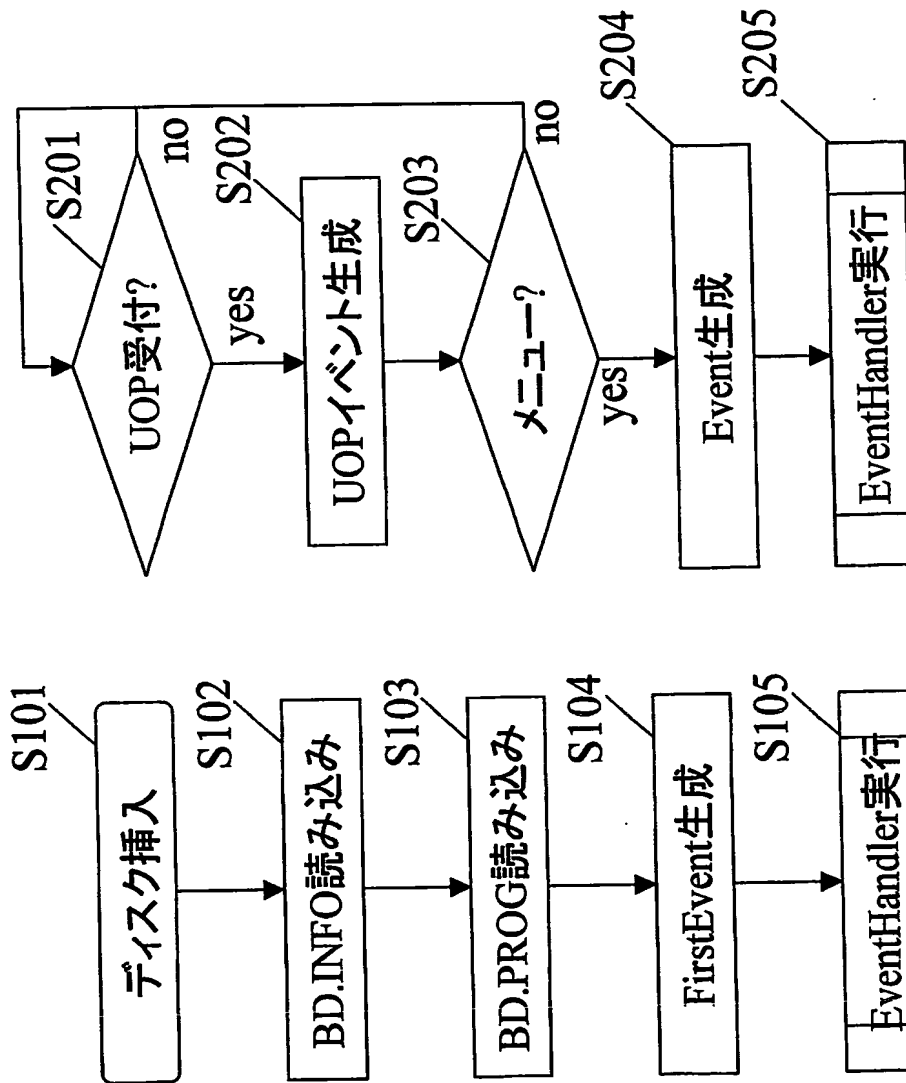 S101
ディスク挿入
S102
BD.INFO読み込み
S103
BD.PROG読み込み
S104
FirstEvent生成
S105
EventHandler実行
S201
UOP受付?
no
yes
S202
UOPイベント生成
S203
メニュー?
no
yes
S204
Event生成
S205
EventHandler実行